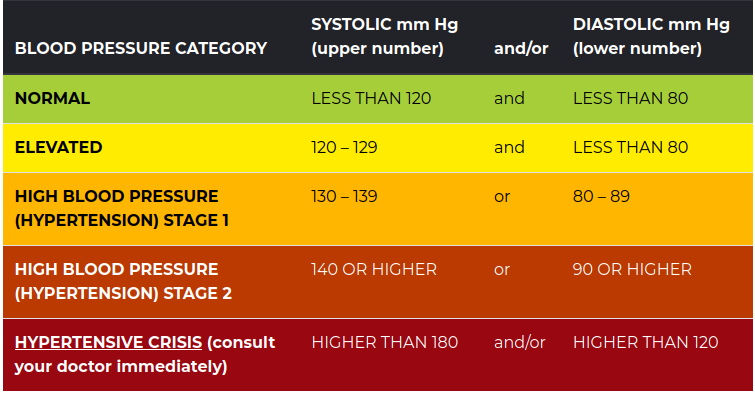 SYSTOLIC mm Hg DIASTOLIC mm Hg
BLOOD PRESSURE CATEGORY (upper number) and/or (lower number)
NORMAL LESS THAN 120 and LESS THAN 80
ELEVATED 120 – 129 and LESS THAN 80
HIGH BLOOD PRESSURE 130 – 139 or 80 – 89
(HYPERTENSION) STAGE 1
HIGH BLOOD PRESSURE 140 OR HIGHER or 90 OR HIGHER
(HYPERTENSION) STAGE 2
HYPERTENSIVE CRISIS (consult HIGHER THAN 180 and/or HIGHER THAN 120
your doctor immediately)